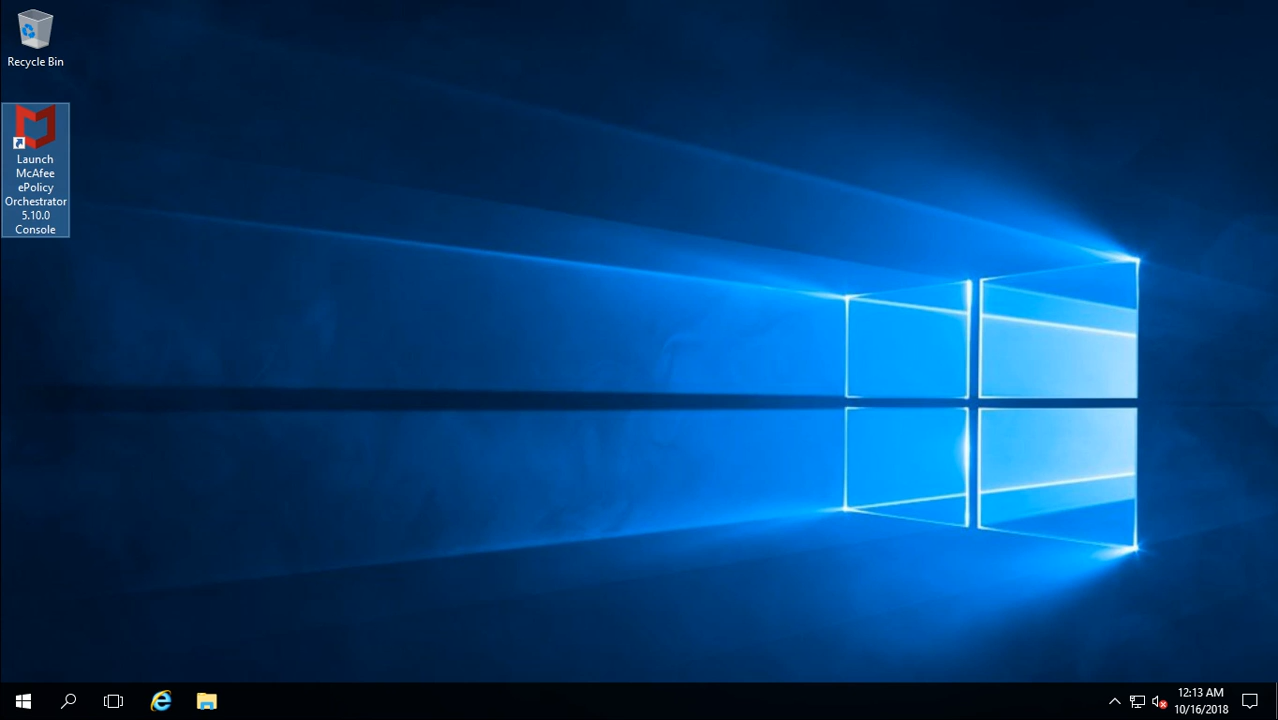 Recycle Bin
Launch
McAfee
ePolicy
Orchestrator
5.10.0
Console
12:13 AM
10/16/2018